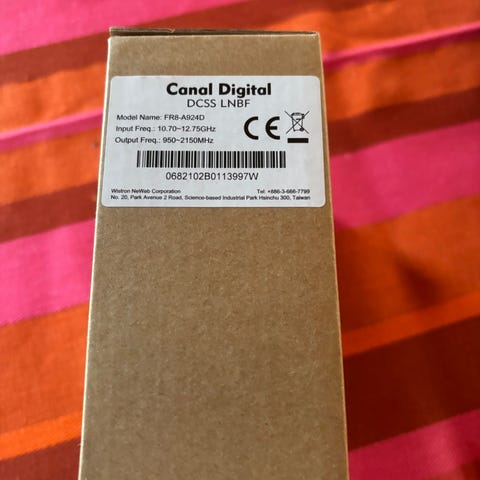 Canal Digital
DCSS LNBF
Model Name: FR8-A924D
Input Freq.: 10.70~12.75GHz
Output Freq.: 950~2150MHz
CE
0682102B0113997W
Wistron NeWeb Corporation Tel: +886-3-666-7799
No. 20, Park Avenue 2 Road, Science-based Industrial Park Hsinchu 300, Taiwan